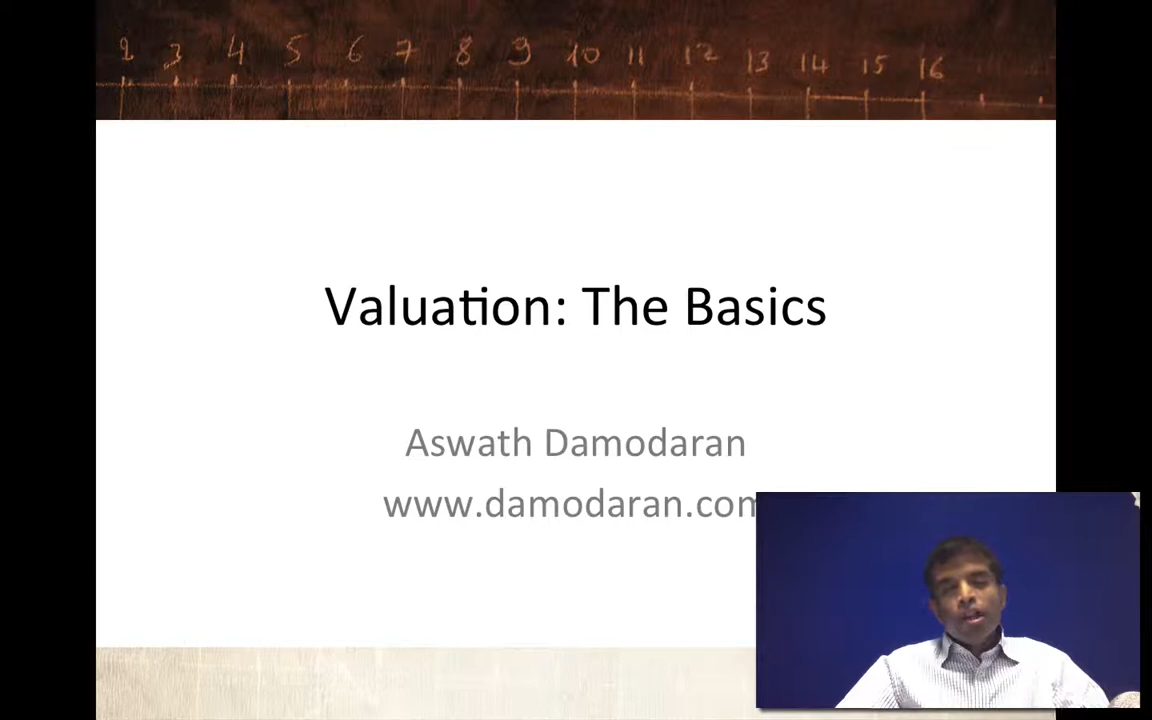 2 3 4 5 6 7 8 9 10 11 12 13 14 15 16
Valuation: The Basics
Aswath Damodaran
www.damodaran.com